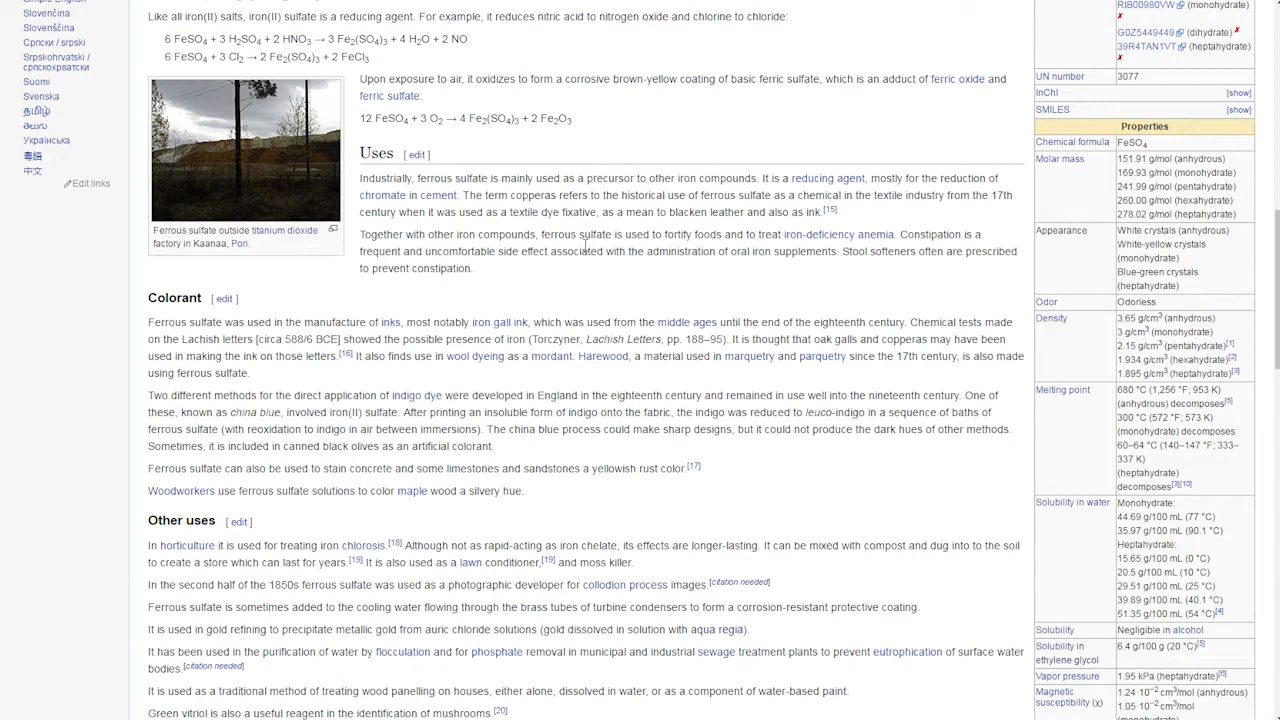 Simple English
Slovenčina
Slovenščina
Српски / srpski
Srpskohrvatski /
српскохрватски
Suomi
Svenska
தமிழ்
తెలుగు
Українська
粵語
中文
Edit links
Like all iron(II) salts, iron(II) sulfate is a reducing agent. For example, it reduces nitric acid to nitrogen oxide and chlorine to chloride:
6 FeSO4 + 3 H2SO4 + 2 HNO3 → 3 Fe2(SO4)3 + 4 H2O + 2 NO
6 FeSO4 + 3 Cl2 → 2 Fe2(SO4)3 + 2 FeCl3
Upon exposure to air, it oxidizes to form a corrosive brown-yellow coating of basic ferric sulfate, which is an adduct of ferric oxide and
ferric sulfate:
12 FeSO4 + 3 O2 → 4 Fe2(SO4)3 + 2 Fe2O3
Ferrous sulfate outside titanium dioxide
factory in Kaanaa, Pori.
Uses [ edit ]
Industrially, ferrous sulfate is mainly used as a precursor to other iron compounds. It is a reducing agent, mostly for the reduction of
chromate in cement. The term copperas refers to the historical use of ferrous sulfate as a chemical in the textile industry from the 17th
century when it was used as a textile dye fixative, as a mean to blacken leather and also as ink.[15]
Together with other iron compounds, ferrous sulfate is used to fortify foods and to treat iron-deficiency anemia. Constipation is a
frequent and uncomfortable side effect associated with the administration of oral iron supplements. Stool softeners often are prescribed
to prevent constipation.
Colorant [ edit ]
Ferrous sulfate was used in the manufacture of inks, most notably iron gall ink, which was used from the middle ages until the end of the eighteenth century. Chemical tests made
on the Lachish letters [circa 588/6 BCE] showed the possible presence of iron (Torczyner, Lachish Letters, pp. 188–95). It is thought that oak galls and copperas may have been
used in making the ink on those letters.[16] It also finds use in wool dyeing as a mordant. Harewood, a material used in marquetry and parquetry since the 17th century, is also made
using ferrous sulfate.
Two different methods for the direct application of indigo dye were developed in England in the eighteenth century and remained in use well into the nineteenth century. One of
these, known as china blue, involved iron(II) sulfate. After printing an insoluble form of indigo onto the fabric, the indigo was reduced to leuco-indigo in a sequence of baths of
ferrous sulfate (with reoxidation to indigo in air between immersions). The china blue process could make sharp designs, but it could not produce the dark hues of other methods.
Sometimes, it is included in canned black olives as an artificial colorant.
Ferrous sulfate can also be used to stain concrete and some limestones and sandstones a yellowish rust color.[17]
Woodworkers use ferrous sulfate solutions to color maple wood a silvery hue.
Other uses [ edit ]
In horticulture it is used for treating iron chlorosis.[18] Although not as rapid-acting as iron chelate, its effects are longer-lasting. It can be mixed with compost and dug into to the soil
to create a store which can last for years.[19] It is also used as a lawn conditioner,[19] and moss killer.
In the second half of the 1850s ferrous sulfate was used as a photographic developer for collodion process images.[citation needed]
Ferrous sulfate is sometimes added to the cooling water flowing through the brass tubes of turbine condensers to form a corrosion-resistant protective coating.
It is used in gold refining to precipitate metallic gold from auric chloride solutions (gold dissolved in solution with aqua regia).
It has been used in the purification of water by flocculation and for phosphate removal in municipal and industrial sewage treatment plants to prevent eutrophication of surface water
bodies.[citation needed]
It is used as a traditional method of treating wood panelling on houses, either alone, dissolved in water, or as a component of water-based paint.
Green vitriol is also a useful reagent in the identification of mushrooms.[20]
RIB00980VW (monohydrate)
✗
G0Z5449449 (dihydrate) ✗
39R4TAN1VT (heptahydrate)
✗
UN number 3077
InChI [show]
SMILES [show]
Properties
Chemical formula FeSO4
Molar mass 151.91 g/mol (anhydrous)
169.93 g/mol (monohydrate)
241.99 g/mol (pentahydrate)
260.00 g/mol (hexahydrate)
278.02 g/mol (heptahydrate)
Appearance White crystals (anhydrous)
White-yellow crystals
(monohydrate)
Blue-green crystals
(heptahydrate)
Odor Odorless
Density 3.65 g/cm3 (anhydrous)
3 g/cm3 (monohydrate)
2.15 g/cm3 (pentahydrate)[1]
1.934 g/cm3 (hexahydrate)[2]
1.895 g/cm3 (heptahydrate)[3]
Melting point 680 °C (1,256 °F; 953 K)
(anhydrous) decomposes[5]
300 °C (572 °F; 573 K)
(monohydrate) decomposes
60–64 °C (140–147 °F; 333–
337 K)
(heptahydrate)
decomposes[3][10]
Solubility in water Monohydrate:
44.69 g/100 mL (77 °C)
35.97 g/100 mL (90.1 °C)
Heptahydrate:
15.65 g/100 mL (0 °C)
20.5 g/100 mL (10 °C)
29.51 g/100 mL (25 °C)
39.89 g/100 mL (40.1 °C)
51.35 g/100 mL (54 °C)[4]
Solubility Negligible in alcohol
Solubility in
ethylene glycol 6.4 g/100 g (20 °C)[5]
Vapor pressure 1.95 kPa (heptahydrate)[6]
Magnetic
susceptibility (χ) 1.24·10−2 cm3/mol (anhydrous)
1.05·10−2 cm3/mol
(monohydrate)